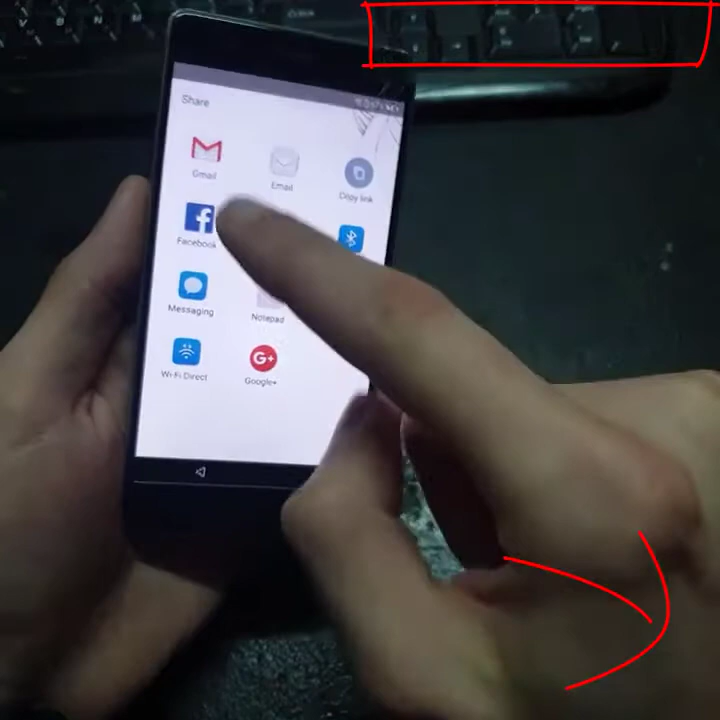 Share
Gmail
Email
Copy link
Facebook
Messaging
Notepad
Wi-Fi Direct
Google+